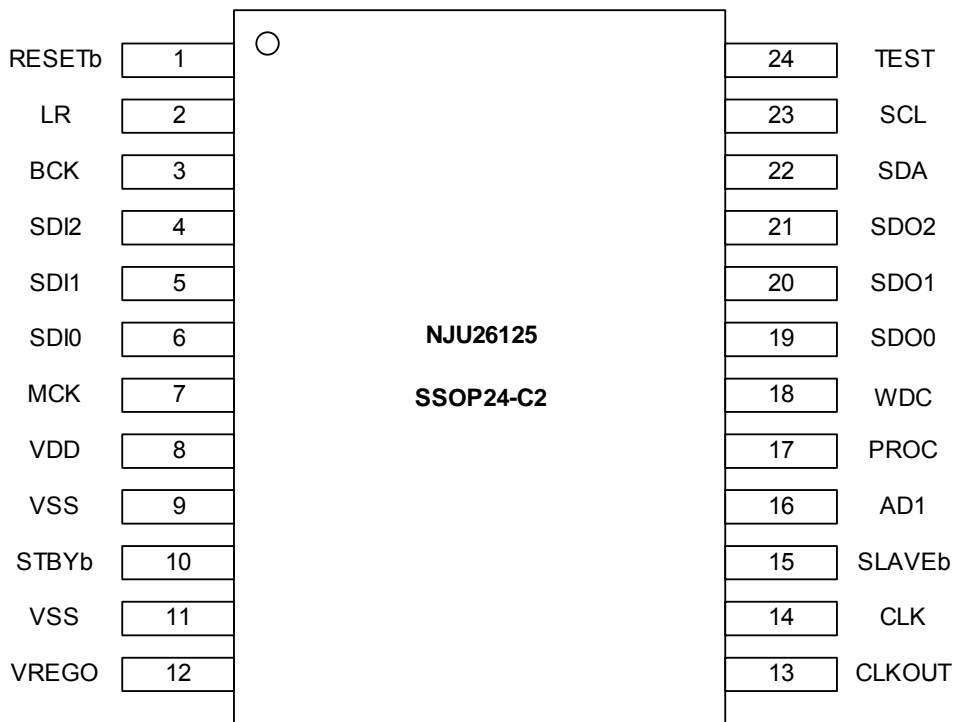 RESETb 1 24 TEST
LR 2 23 SCL
BCK 3 22 SDA
SDI2 4 21 SDO2
SDI1 5 20 SDO1
SDI0 6 NJU26125 19 SDO0
MCK 7 SSOP24-C2 18 WDC
VDD 8 17 PROC
VSS 9 16 AD1
STBYb 10 15 SLAVEb
VSS 11 14 CLK
VREGO 12 13 CLKOUT